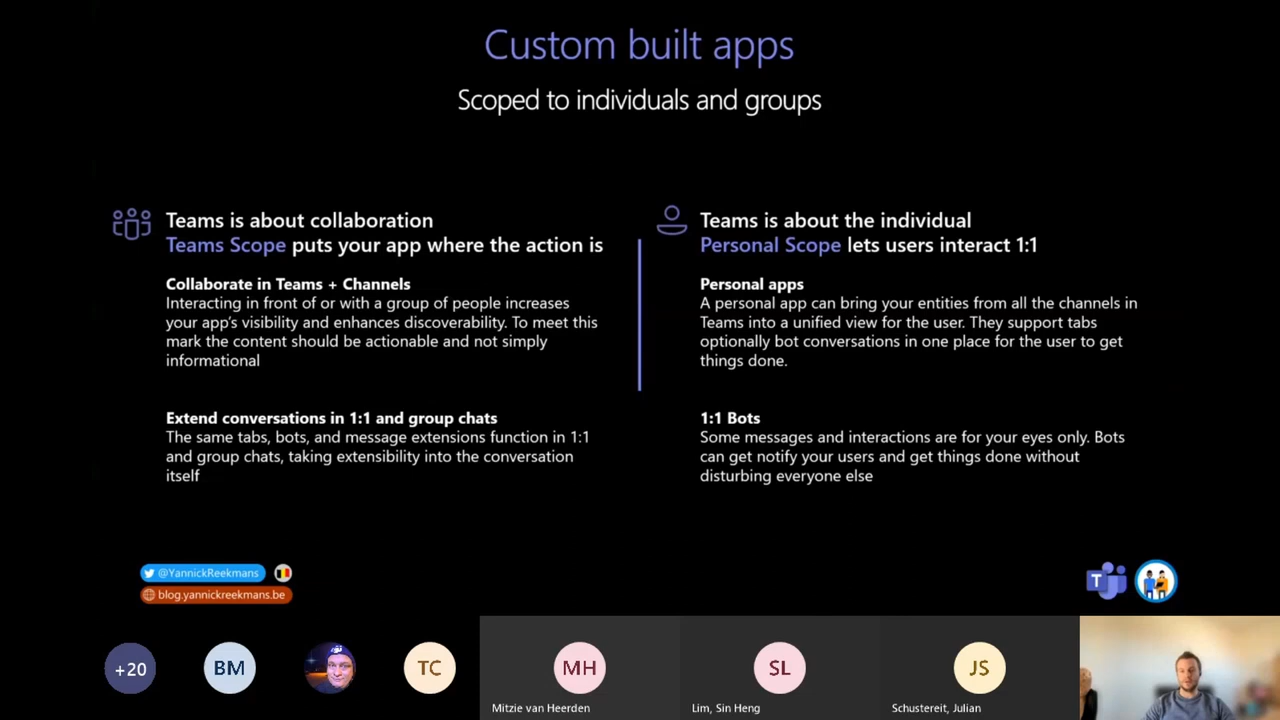 Custom built apps
Scoped to individuals and groups
Teams is about collaboration
Teams Scope puts your app where the action is
Collaborate in Teams + Channels
Interacting in front of or with a group of people increases
your app's visibility and enhances discoverability. To meet this
mark the content should be actionable and not simply
informational
Extend conversations in 1:1 and group chats
The same tabs, bots, and message extensions function in 1:1
and group chats, taking extensibility into the conversation
itself
Teams is about the individual
Personal Scope lets users interact 1:1
Personal apps
A personal app can bring your entities from all the channels in
Teams into a unified view for the user. They support tabs
optionally bot conversations in one place for the user to get
things done.
1:1 Bots
Some messages and interactions are for your eyes only. Bots
can get notify your users and get things done without
disturbing everyone else
@YannickReekmans
blog.yannickreekmans.be
T
+20
BM
TC
MH
Mitzie van Heerden
SL
Lim, Sin Heng
JS
Schustereit, Julian